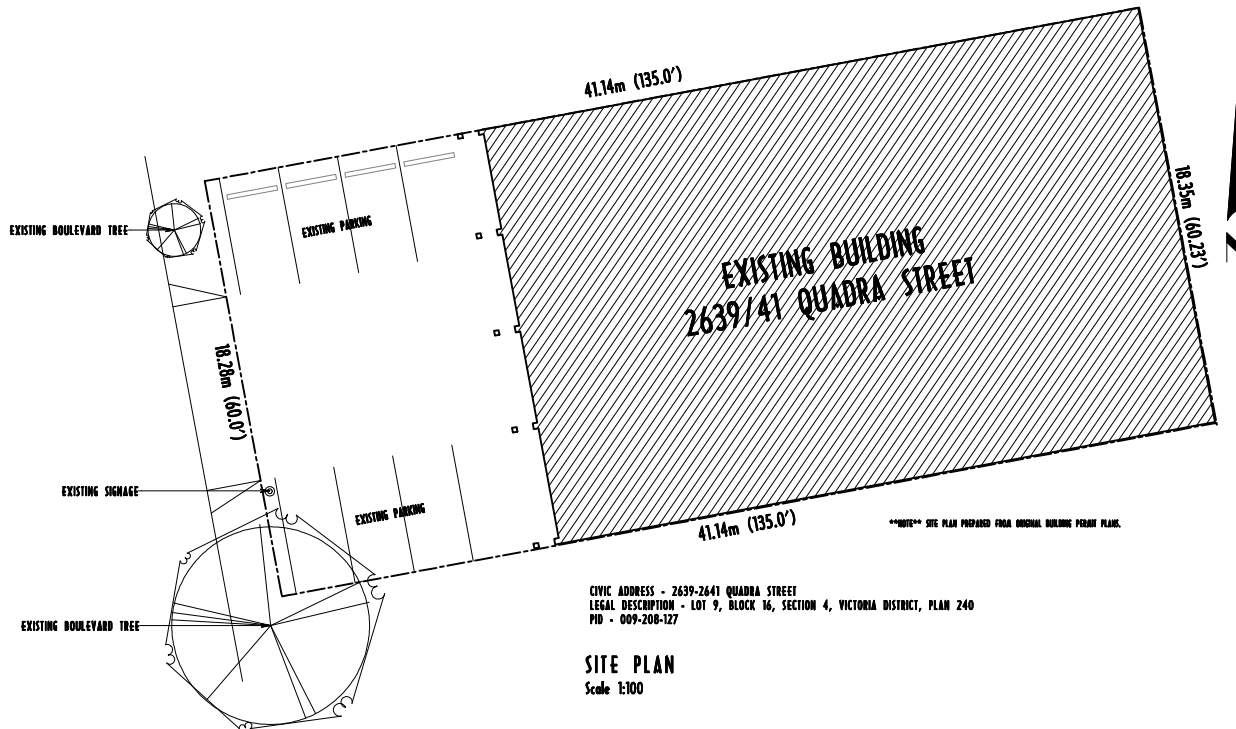 41.14m (135.0')
18.35m (60.23')
EXISTING BOULEVARD TREE
EXISTING PARKING
EXISTING BUILDING
2639/41 QUADRA STREET
18.28m (60.0')
EXISTING SIGNAGE
EXISTING PARKING
41.14m (135.0')
**NOTE** SITE PLAN PREPARED FROM ORIGINAL BUILDING PERMIT PLANS.
EXISTING BOULEVARD TREE
CIVIC ADDRESS - 2639-2641 QUADRA STREET
LEGAL DESCRIPTION - LOT 9, BLOCK 16, SECTION 4, VICTORIA DISTRICT, PLAN 240
PID - 009-208-127
SITE PLAN
Scale 1:100